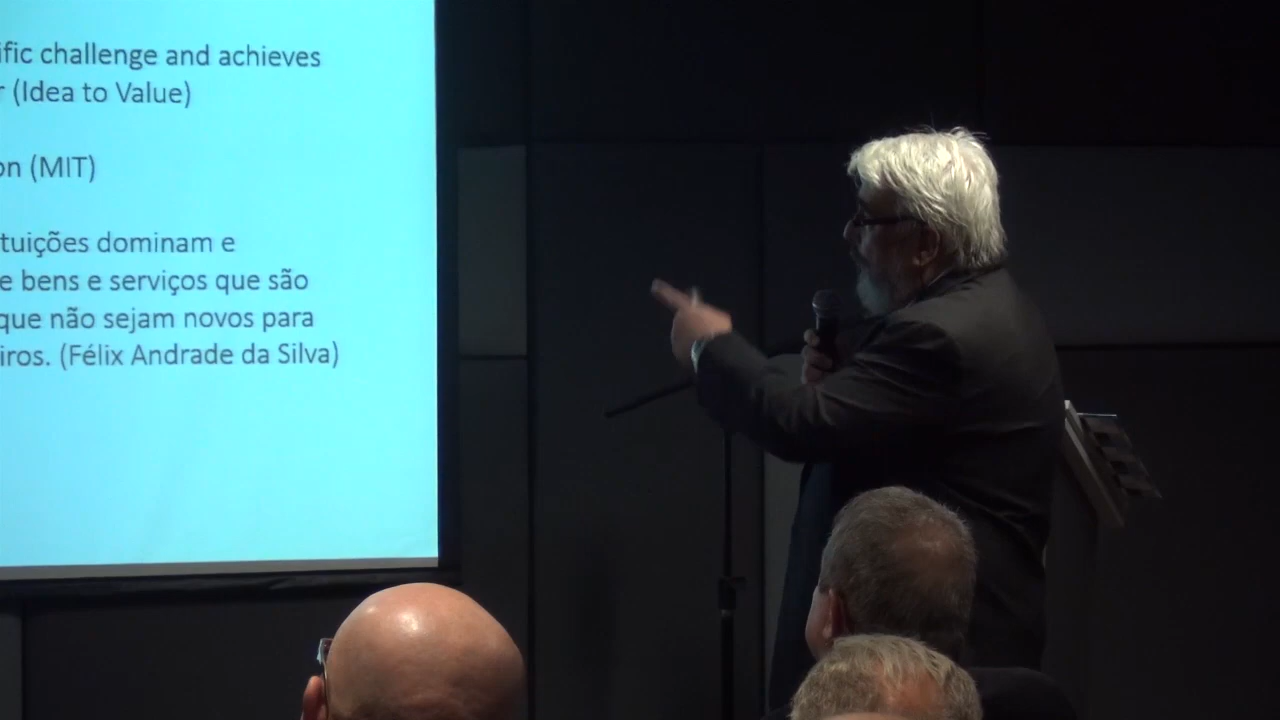 ific challenge and achieves
r (Idea to Value)
on (MIT)
tuições dominam e
e bens e serviços que são
que não sejam novos para
iros. (Félix Andrade da Silva)